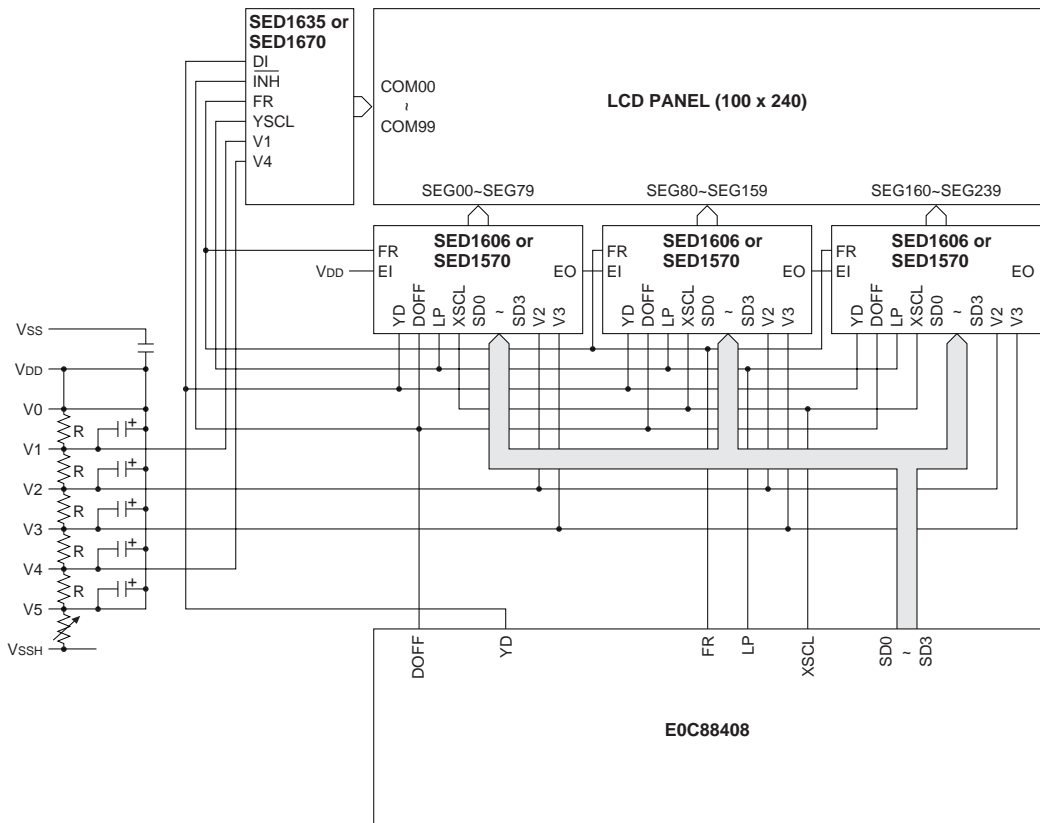 SED1635 or
SED1670
DI
INH
FR
YSCL
V1
V4
COM00
~
COM99
LCD PANEL (100 x 240)
SEG00~SEG79
SEG80~SEG159
SEG160~SEG239
SED1606 or
SED1570
FR
EI
EO
YD
DOFF
LP
XSCL
SD0
~
SD3
V2
V3
VDD
SED1606 or
SED1570
FR
EI
EO
YD
DOFF
LP
XSCL
SD0
~
SD3
V2
V3
SED1606 or
SED1570
FR
EI
EO
YD
DOFF
LP
XSCL
SD0
~
SD3
V2
V3
VSS
VDD
V0
R
+
V1
R
+
V2
R
+
V3
R
+
V4
R
+
V5
VSSH
DOFF
YD
FR
LP
XSCL
SD0
~
SD3
E0C88408